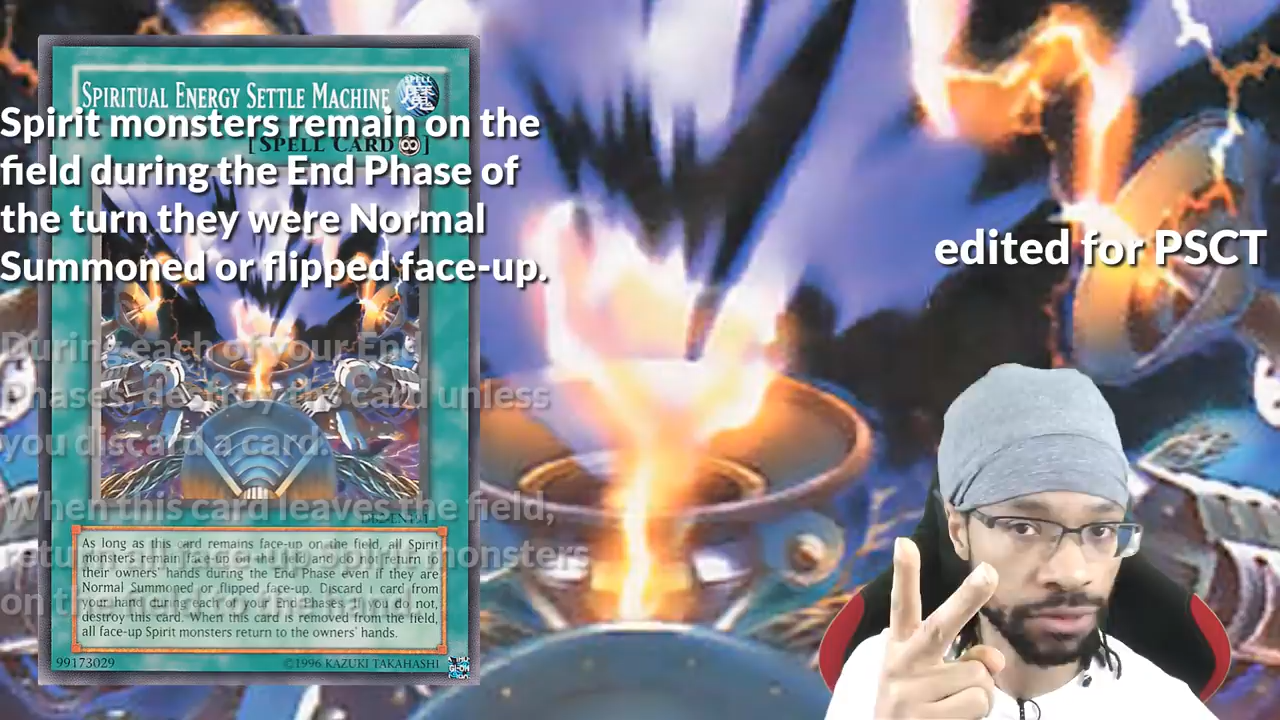 SPIRITUAL ENERGY SETTLE MACHINE
SPELL
Spirit monsters remain on the
field during the End Phase of
the turn they were Normal
Summoned or flipped face-up.
[SPELL CARD ]
edited for PSCT
During each of your End
Phases, destroy this card unless
you discard a card.
When this card leaves the field,
monsters
As long as this card remains face-up on the field, all Spirit
monsters remain face-up on the field and do not return to
their owners' hands during the End Phase even if they are
Normal Summoned or flipped face-up. Discard 1 card from
your hand during each of your End Phases. If you do not,
destroy this card. When this card is removed from the field,
all face-up Spirit monsters return to the owners' hands.
99173029
©1996 KAZUKI TAKAHASHI